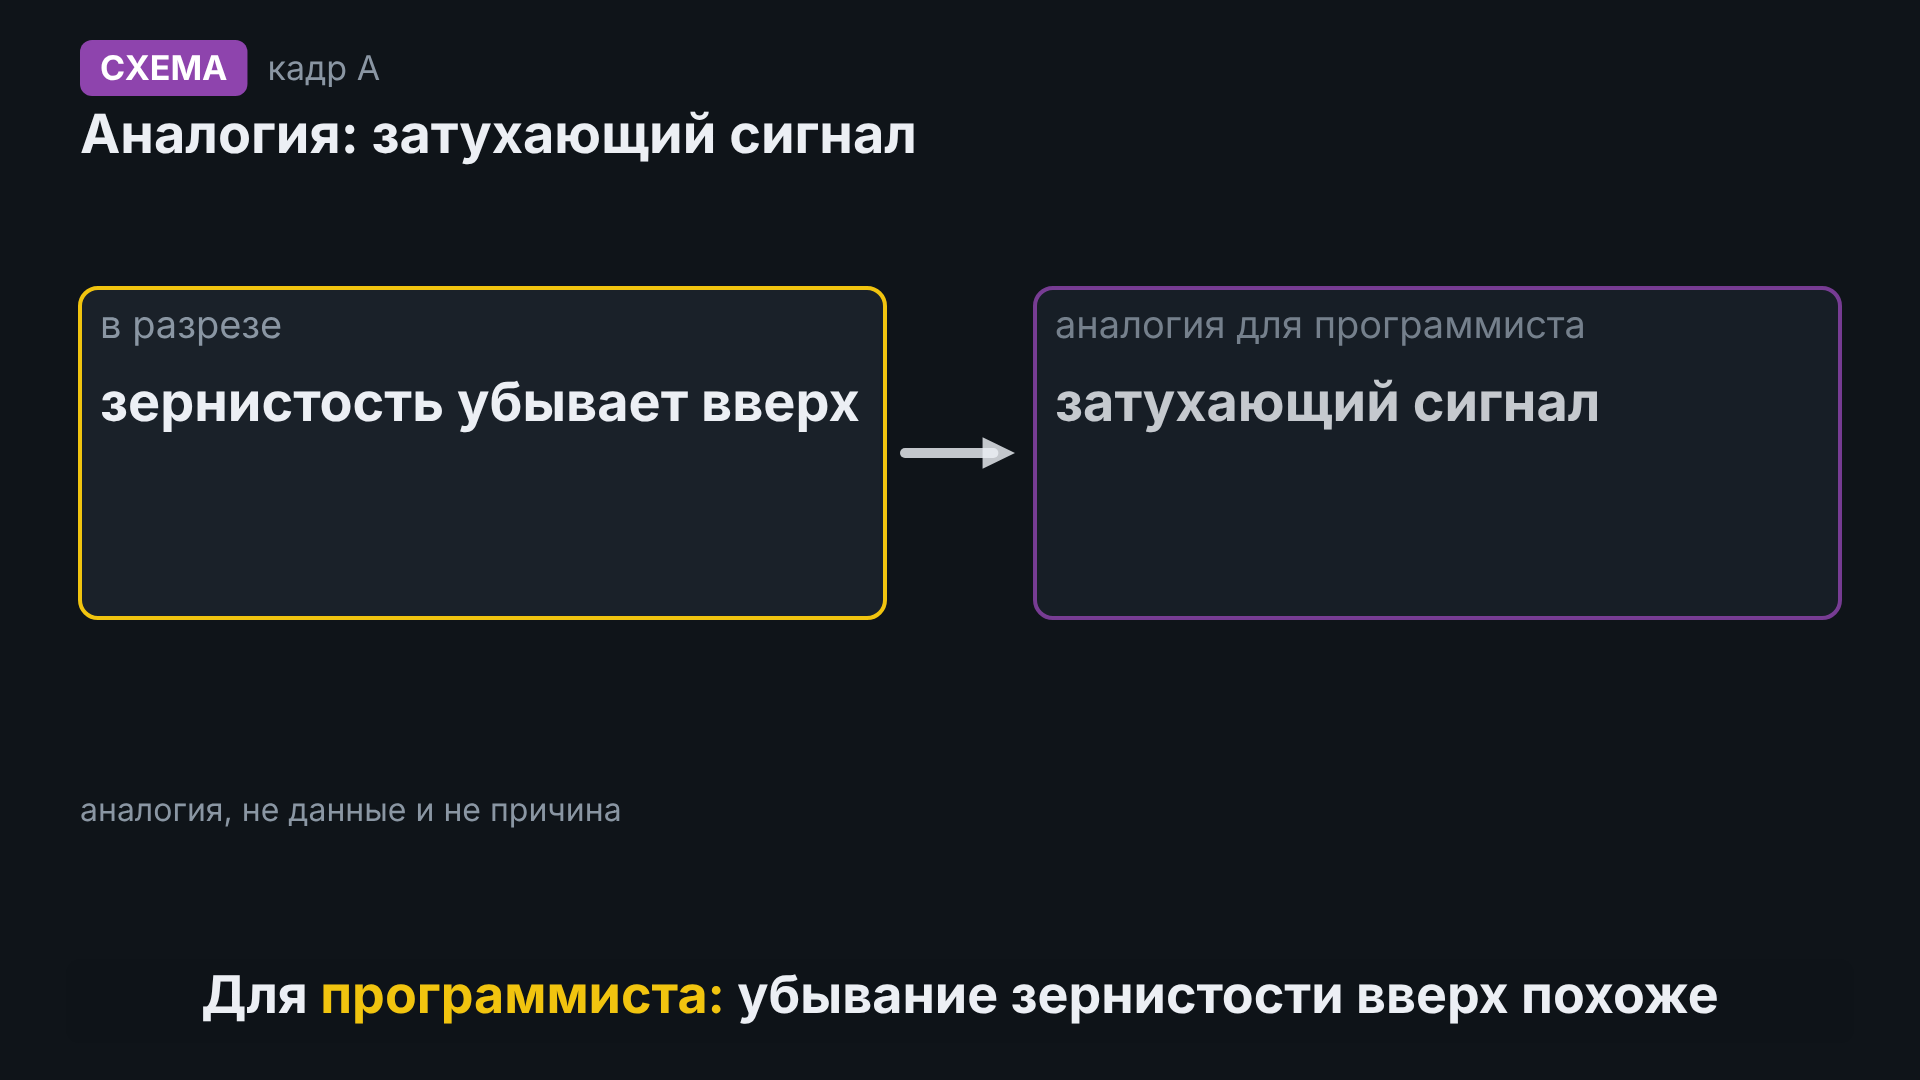 СХЕМА кадр А
Аналогия: затухающий сигнал
в разрезе
зернистость убывает вверх
аналогия для программиста
затухающий сигнал
аналогия, не данные и не причина
Для программиста: убывание зернистости вверх похоже